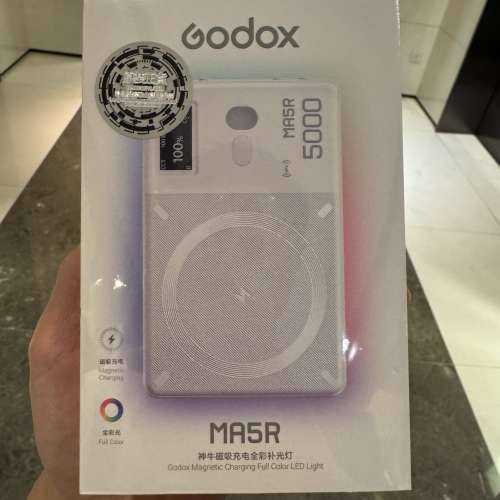 Godox
MA5R
5000
100%
磁吸充电
Magnetic
Charging
全彩光
Full Color
MA5R
神牛磁吸充电全彩补光灯
Godox Magnetic Charging Full Color LED Light